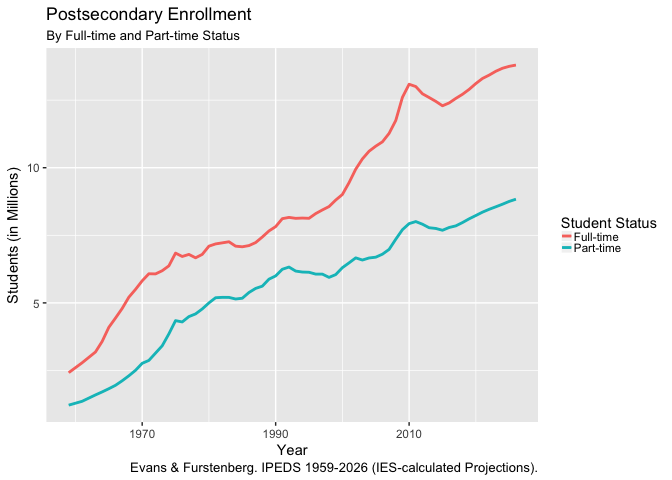 Postsecondary Enrollment
By Full-time and Part-time Status
Students (in Millions)
10
5
1970
1990
2010
Year
Student Status
Full-time
Part-time
Evans & Furstenberg. IPEDS 1959-2026 (IES-calculated Projections).